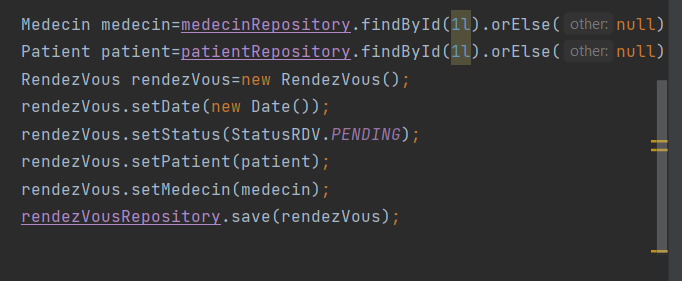 Medecin medecin=medecinRepository.findById(1l).orElse( other: null)
Patient patient=patientRepository.findById(1l).orElse( other: null)
RendezVous rendezVous=new RendezVous();
rendezVous.setDate(new Date());
rendezVous.setStatus(StatusRDV.PENDING);
rendezVous.setPatient(patient);
rendezVous.setMedecin(medecin);
rendezVousRepository.save(rendezVous);